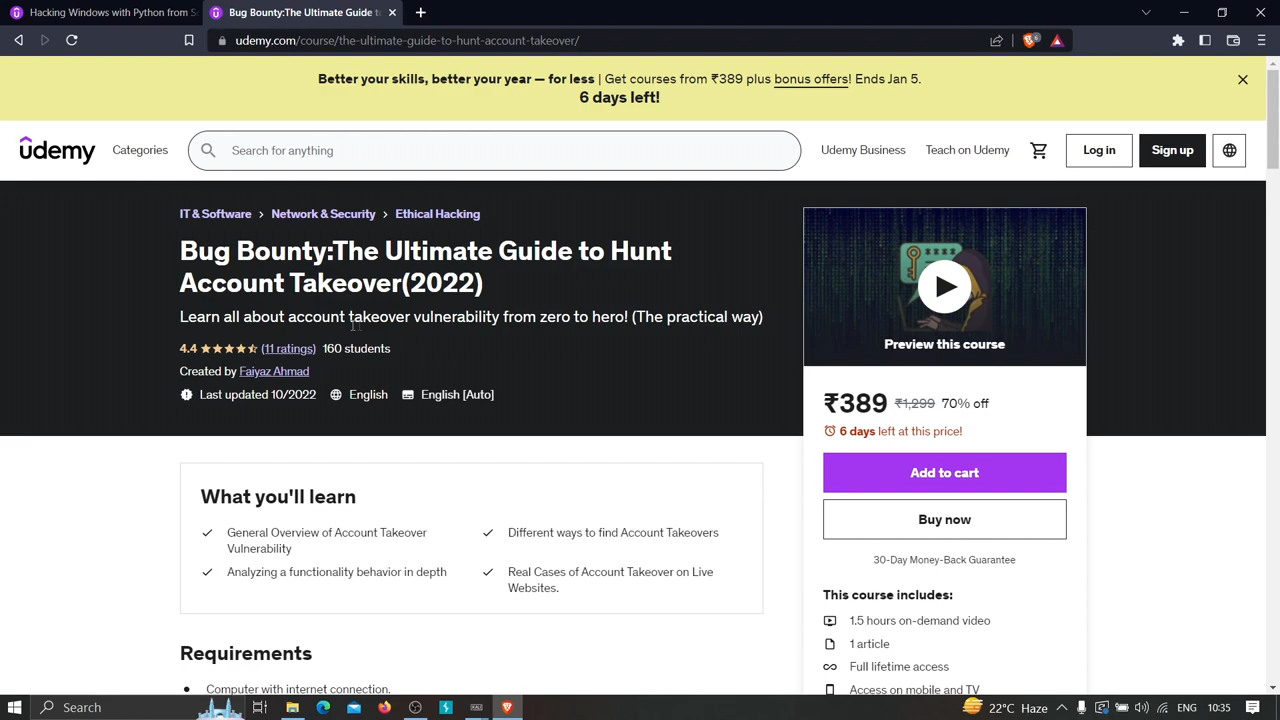 Hacking Windows with Python from S
Bug Bounty:The Ultimate Guide to
udemy.com/course/the-ultimate-guide-to-hunt-account-takeover/
6
Better your skills, better your year — for less | Get courses from ₹389 plus bonus offers! Ends Jan 5.
6 days left!
ûdemy
Categories
Search for anything
Udemy Business
Teach on Udemy
Log in
Sign up
IT & Software > Network & Security > Ethical Hacking
Bug Bounty:The Ultimate Guide to Hunt
Account Takeover(2022)
Learn all about account takeover vulnerability from zero to hero! (The practical way)
4.4 (11 ratings) 160 students
Created by Faiyaz Ahmad
Last updated 10/2022 English English [Auto]
Preview this course
₹389 ₹1,299 70% off
6 days left at this price!
Add to cart
Buy now
30-Day Money-Back Guarantee
This course includes:
1.5 hours on-demand video
1 article
Full lifetime access
Access on mobile and TV
What you'll learn
General Overview of Account Takeover
Vulnerability
Different ways to find Account Takeovers
Analyzing a functionality behavior in depth
Real Cases of Account Takeover on Live
Websites.
Requirements
Computer with internet connection.
Search
22°C Haze
ENG
10:35